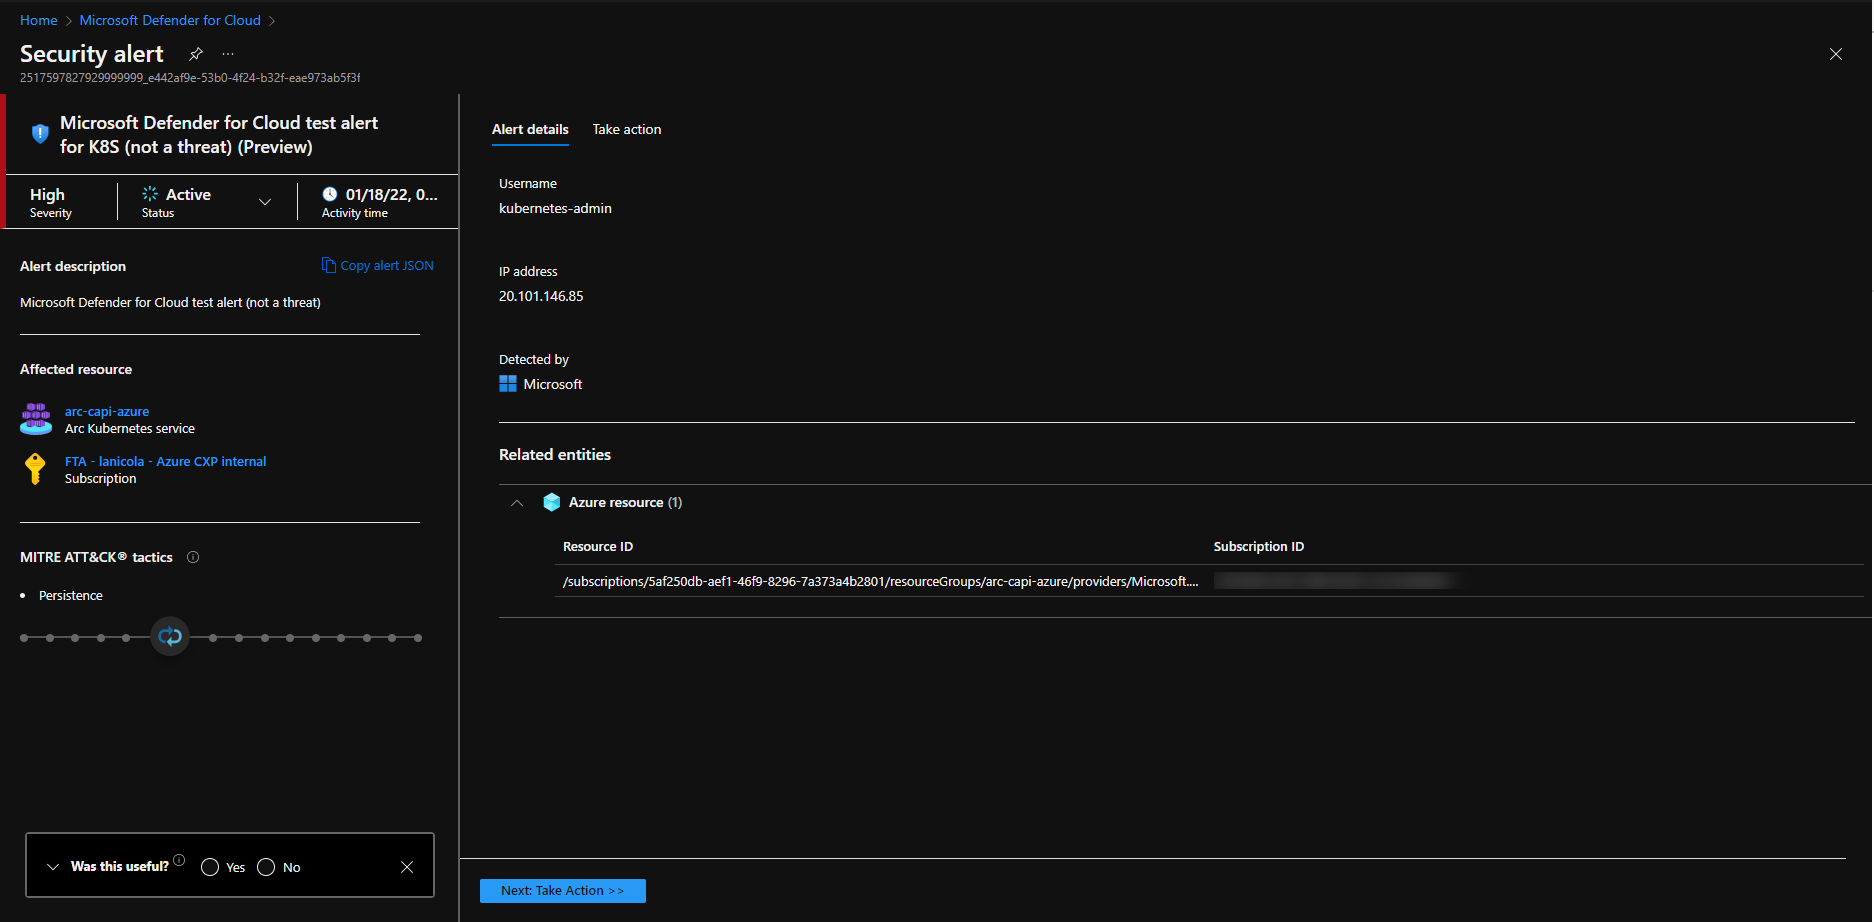 Home > Microsoft Defender for Cloud >
Security alert ...
2517597827929999999_e442af9e-53b0-4f24-b32f-eae973ab5f3f
Microsoft Defender for Cloud test alert
for K8S (not a threat) (Preview)
High
Severity
Active
Status
01/18/22, 0...
Activity time
Alert description
Copy alert JSON
Microsoft Defender for Cloud test alert (not a threat)
Affected resource
arc-capi-azure
Arc Kubernetes service
FTA - lanicola - Azure CXP internal
Subscription
MITRE ATT&CK® tactics
• Persistence
Was this useful?
Yes
No
Alert details
Take action
Username
kubernetes-admin
IP address
20.101.146.85
Detected by
Microsoft
Related entities
Azure resource (1)
Resource ID
Subscription ID
/subscriptions/5af250db-aef1-46f9-8296-7a373a4b2801/resourceGroups/arc-capi-azure/providers/Microsoft....
Next: Take Action >>